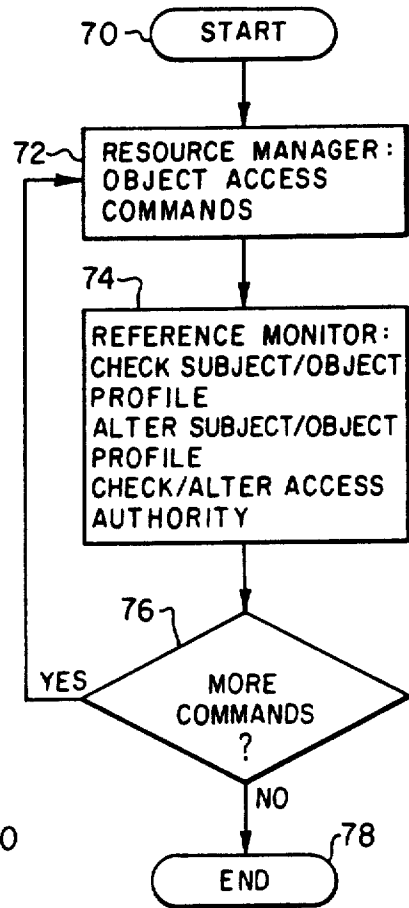 70 START
72 RESOURCE MANAGER:
OBJECT ACCESS
COMMANDS
74
REFERENCE MONITOR:
CHECK SUBJECT/OBJECT
PROFILE
ALTER SUBJECT/OBJECT
PROFILE
CHECK/ALTER ACCESS
AUTHORITY
76
YES
MORE
COMMANDS
?
NO
0
78
END